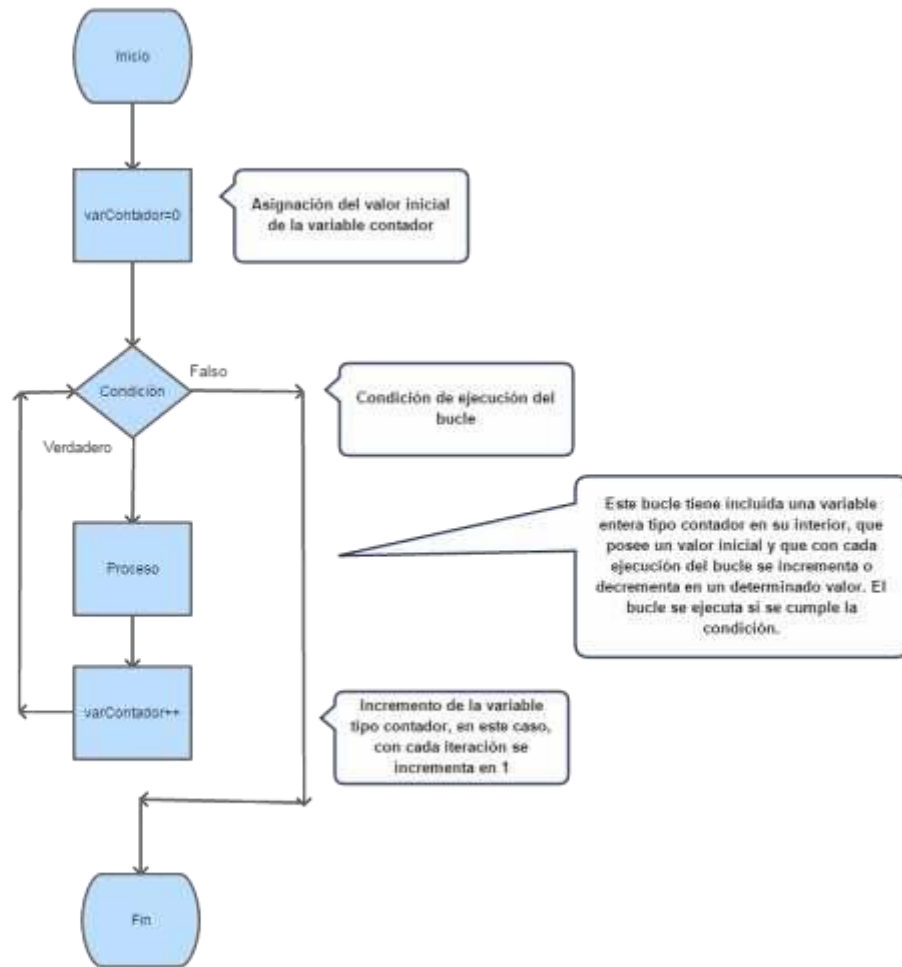 Inicio
varContador=0
Asignación del valor inicial
de la variable contador
Condición
Falso
Verdadero
Condición de ejecución del
bucle
Proceso
Este bucle tiene incluida una variable
entera tipo contador en su interior, que
posee un valor inicial y que con cada
ejecución del bucle se incrementa o
decrementa en un determinado valor. El
bucle se ejecuta si se cumple la
condición.
varContador++
Incremento de la variable
tipo contador, en este caso,
con cada iteración se
incrementa en 1
Fin